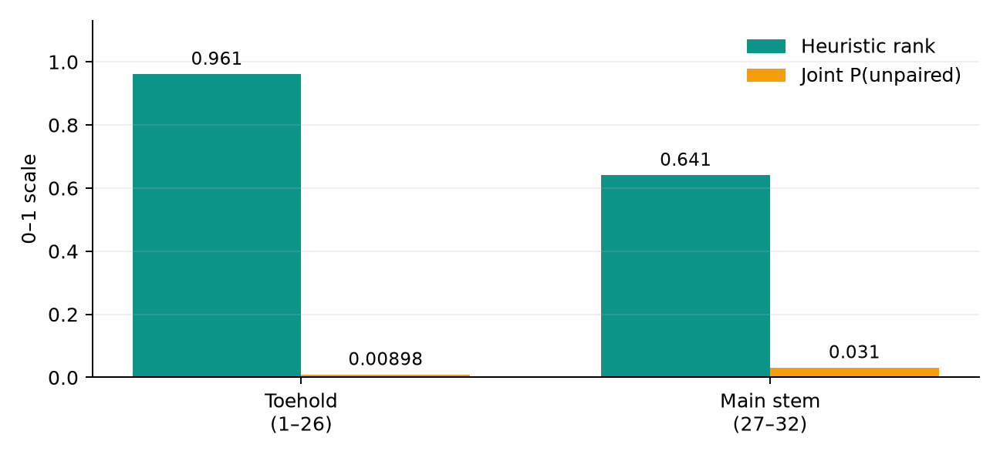 0.961
0.00898
0.641
0.031
Heuristic rank
Joint P(unpaired)
0–1 scale
1.0
0.8
0.6
0.4
0.2
0.0
Toehold
(1–26)
Main stem
(27–32)